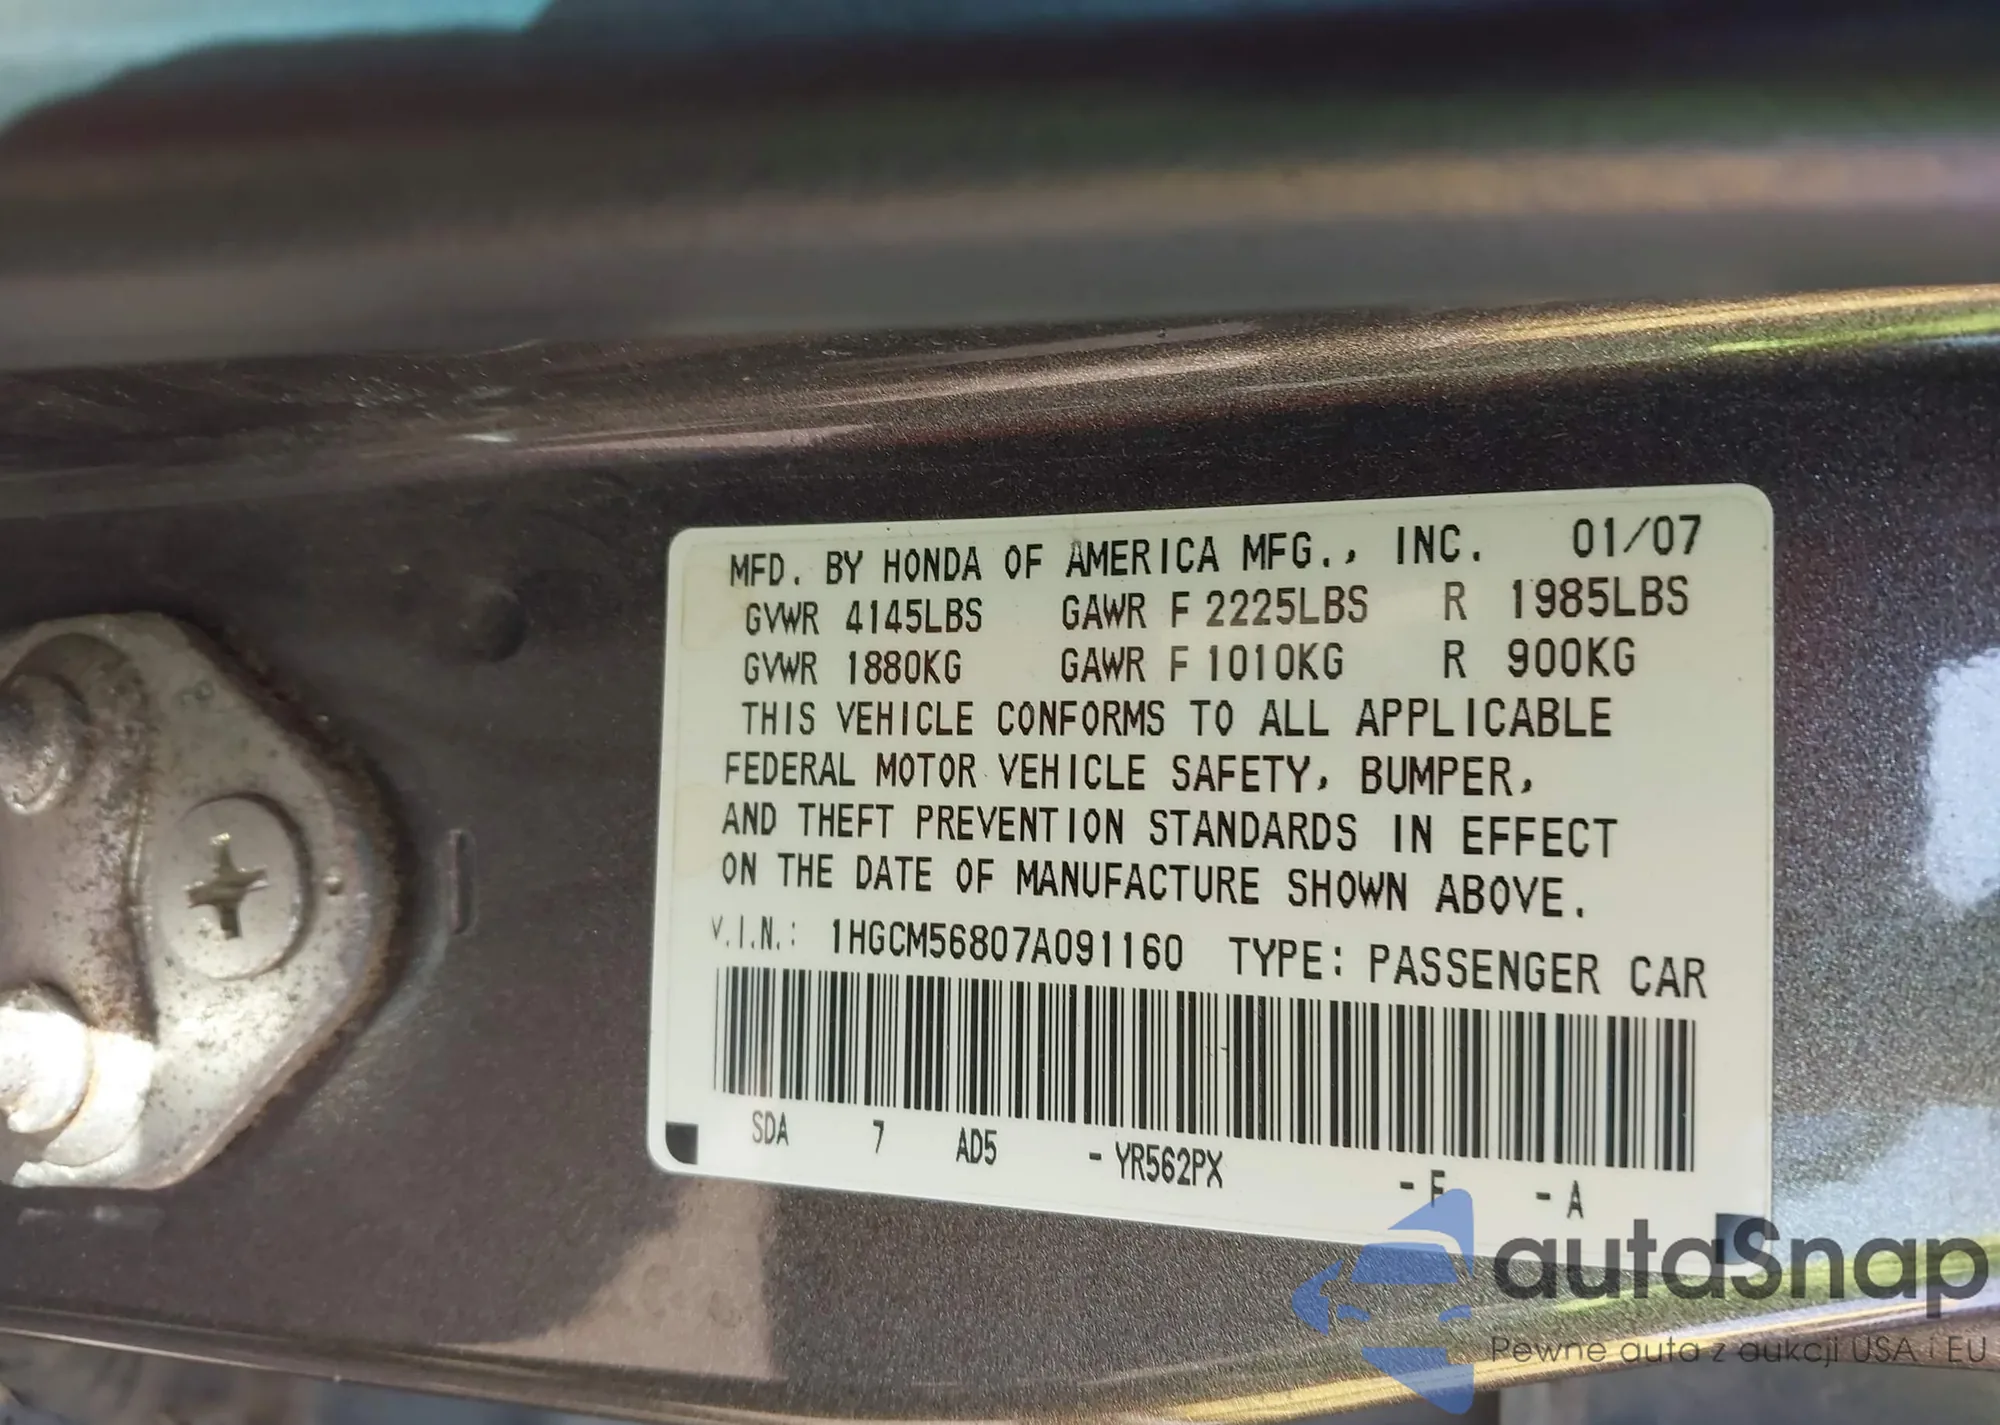 MFD. BY HONDA OF AMERICA MFG., INC. 01/07
GVWR 4145LBS GAWR F 2225LBS R 1985LBS
GVWR 1880KG GAWR F 1010KG R 900KG
THIS VEHICLE CONFORMS TO ALL APPLICABLE
FEDERAL MOTOR VEHICLE SAFETY, BUMPER,
AND THEFT PREVENTION STANDARDS IN EFFECT
ON THE DATE OF MANUFACTURE SHOWN ABOVE.
V.I.N.: 1HGCM56807A091160 TYPE: PASSENGER CAR
SDA 7 AD5 - YR562PX - - A
autaSnap
Pewne auta z aukcji USA i EU